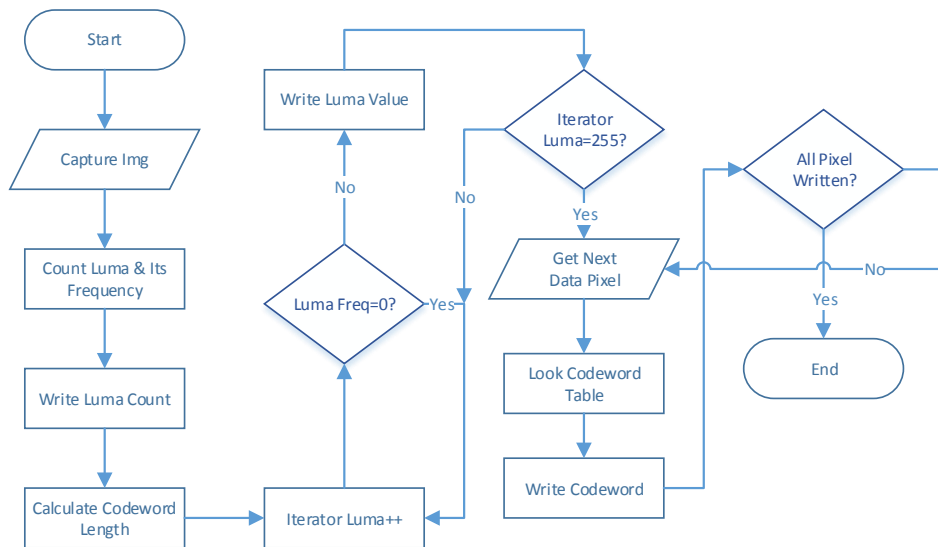 Start
Capture Img
Count Luma & Its
Frequency
Write Luma Count
Calculate Codeword
Length
Iterator Luma++
Luma Freq=0?
No
Yes
Write Luma Value
Iterator
Luma=255?
No
Yes
Get Next
Data Pixel
Look Codeword
Table
Write Codeword
All Pixel
Written?
No
Yes
End